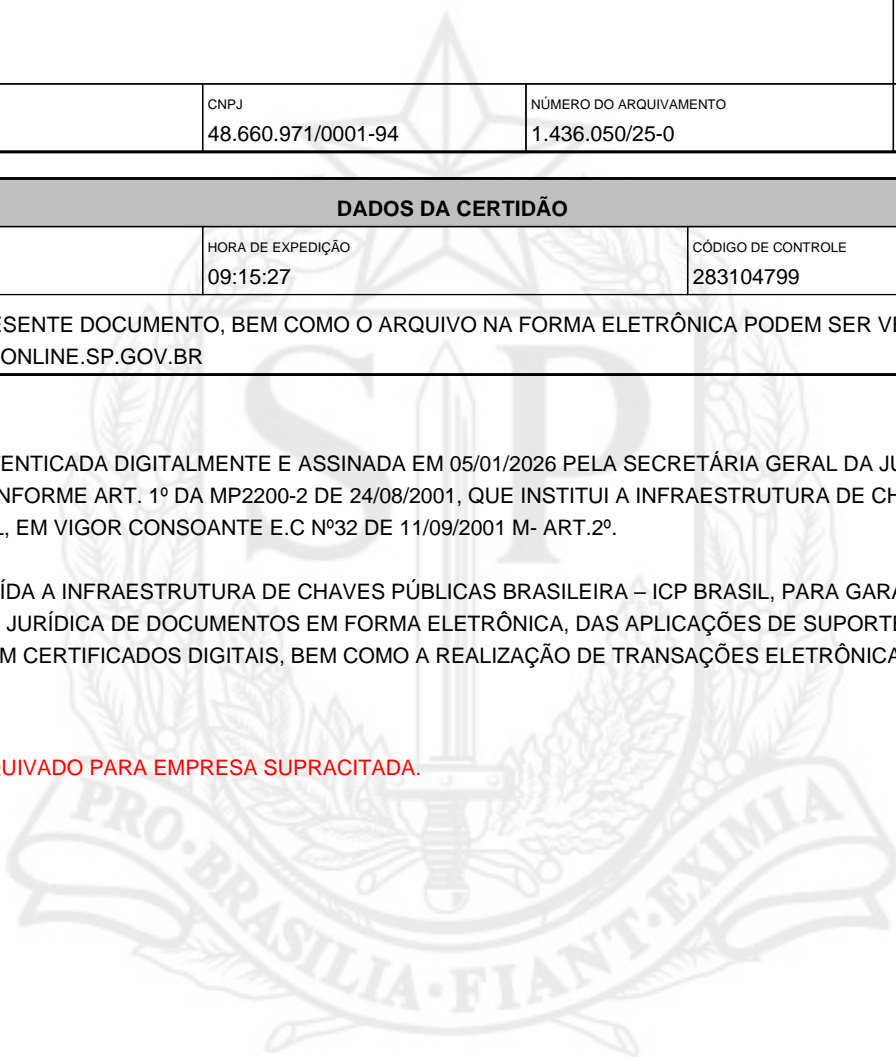 CNPJ NÚMERO DO ARQUIVAMENTO
48.660.971/0001-94 1.436.050/25-0
DADOS DA CERTIDÃO
HORA DE EXPEDIÇÃO CÓDIGO DE CONTROLE
09:15:27 283104799
ESENTE DOCUMENTO, BEM COMO O ARQUIVO NA FORMA ELETRÔNICA PODEM SER VE
ONLINE.SP.GOV.BR
ENTICADA DIGITALMENTE E ASSINADA EM 05/01/2026 PELA SECRETÁRIA GERAL DA JU
NFORME ART. 1º DA MP2200-2 DE 24/08/2001, QUE INSTITUI A INFRAESTRUTURA DE CH
L, EM VIGOR CONSOANTE E.C Nº32 DE 11/09/2001 M- ART.2º.
ÍDA A INFRAESTRUTURA DE CHAVES PÚBLICAS BRASILEIRA – ICP BRASIL, PARA GARA
JURÍDICA DE DOCUMENTOS EM FORMA ELETRÔNICA, DAS APLICAÇÕES DE SUPORTE
M CERTIFICADOS DIGITAIS, BEM COMO A REALIZAÇÃO DE TRANSAÇÕES ELETRÔNICA
QUIVADO PARA EMPRESA SUPRACITADA.
SP
PRO·BRASILIA·FIANT·EXIMIA